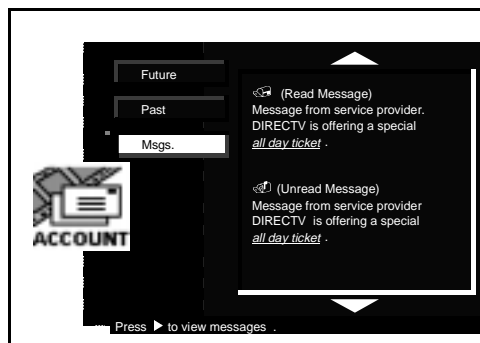 Future
Past
Msgs.
ACCOUNT
(Read Message)
Message from service provider.
DIRECTV is offering a special
all day ticket .
(Unread Message)
Message from service provider
DIRECTV is offering a special
all day ticket .
Press ▶ to view messages .